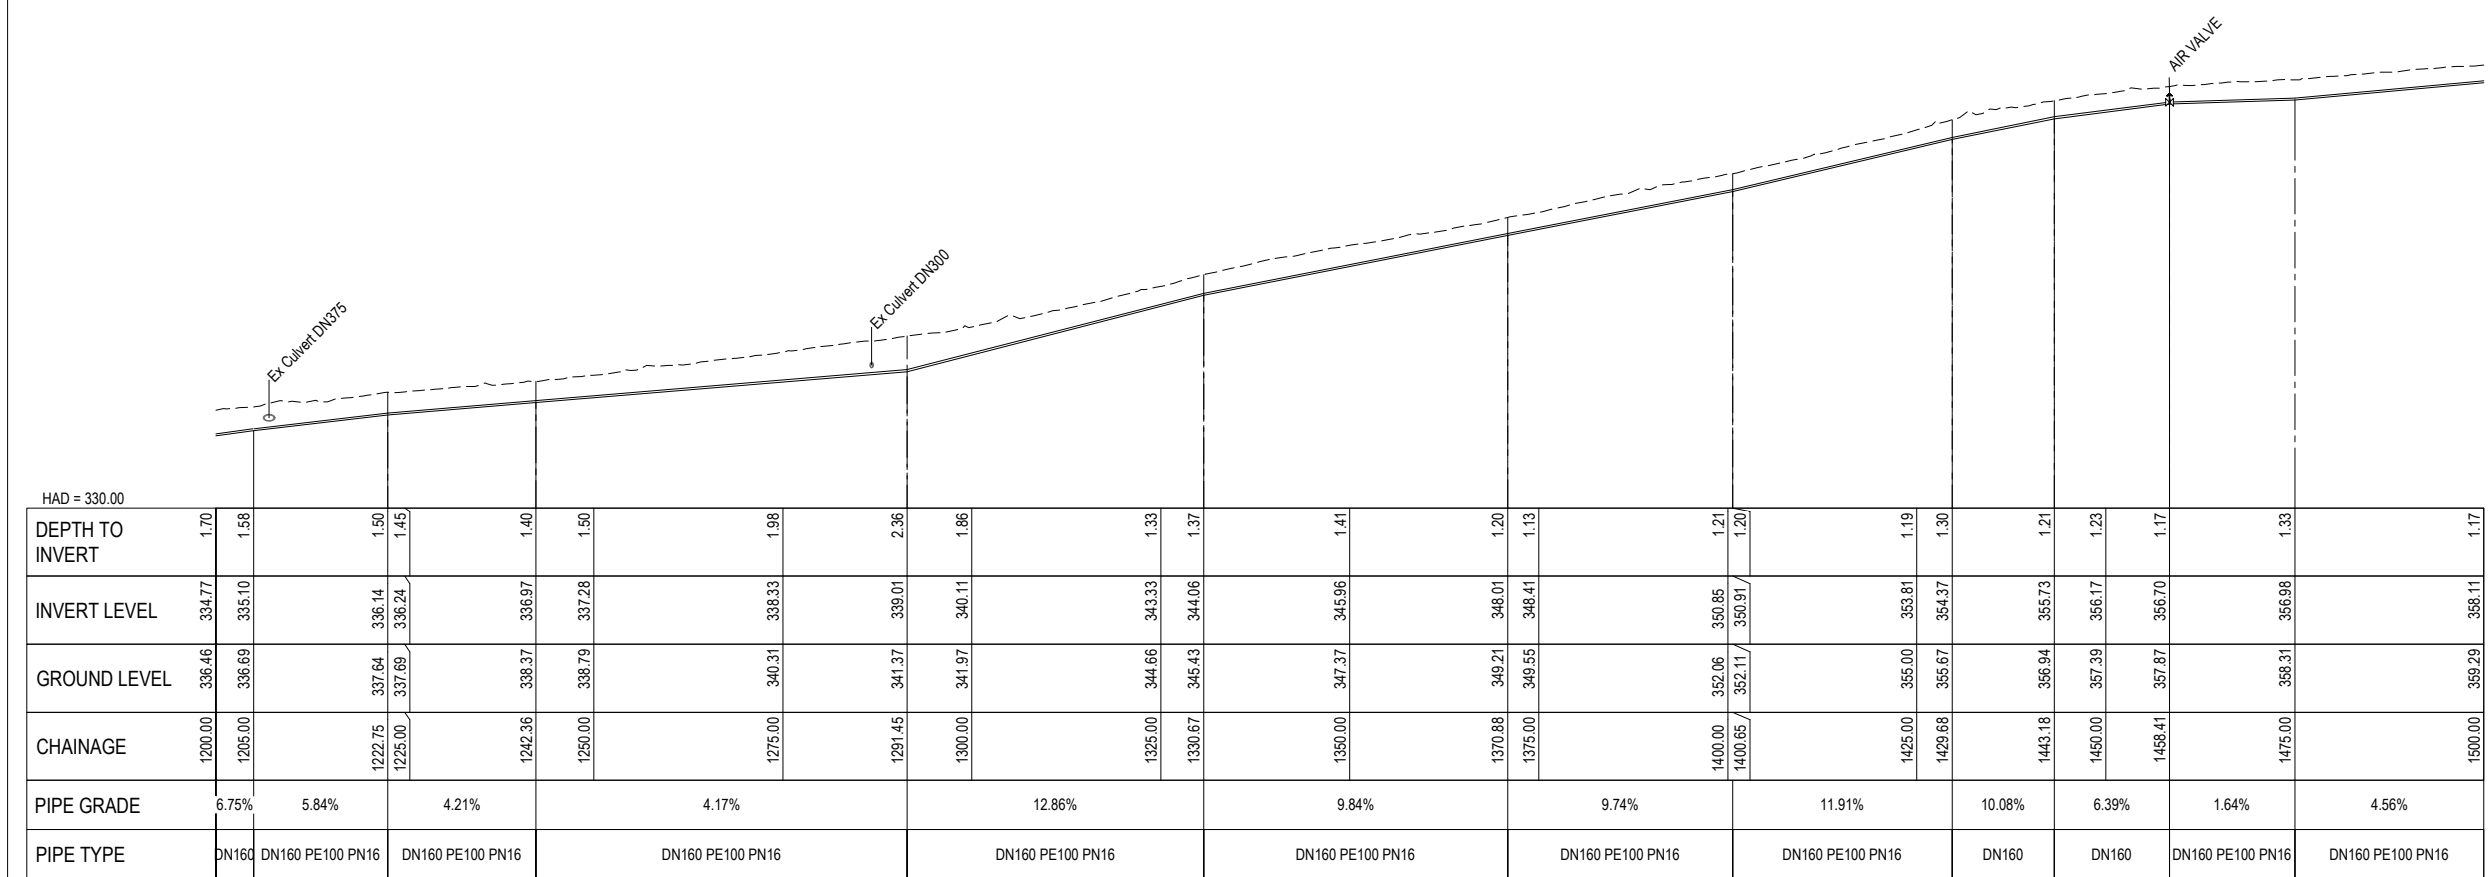 AIR VALVE
Ex Culvert DN300
Ex Culvert DN375
HAD = 330.00
DEPTH TO INVERT 1.70 1.58 1.50 1.45 1.40 1.50 1.98 2.36 1.86 1.33 1.37 1.41 1.20 1.13 1.21 1.20 1.19 1.30 1.21 1.23 1.17 1.33 1.17
INVERT LEVEL 334.77 335.10 336.14 336.24 336.97 337.28 338.33 339.01 340.11 343.33 344.06 345.96 348.01 348.41 350.85 350.91 353.81 354.37 355.73 356.17 356.70 356.98 358.11
GROUND LEVEL 336.46 336.69 337.64 337.69 338.37 338.79 340.31 341.37 341.97 344.66 345.43 347.37 349.21 349.55 352.06 352.11 355.00 355.67 356.94 357.39 357.87 358.31 359.29
CHAINAGE 1200.00 1205.00 1222.75 1225.00 1242.36 1250.00 1275.00 1291.45 1300.00 1325.00 1330.67 1350.00 1370.88 1375.00 1400.00 1400.65 1425.00 1429.68 1443.18 1450.00 1458.41 1475.00 1500.00
PIPE GRADE 6.75% 5.84% 4.21% 4.17% 12.86% 9.84% 9.74% 11.91% 10.08% 6.39% 1.64% 4.56%
PIPE TYPE DN160 DN160 PE100 PN16 DN160 PE100 PN16 DN160 PE100 PN16 DN160 PE100 PN16 DN160 PE100 PN16 DN160 PE100 PN16 DN160 PE100 PN16 DN160 DN160 DN160 PE100 PN16 DN160 PE100 PN16